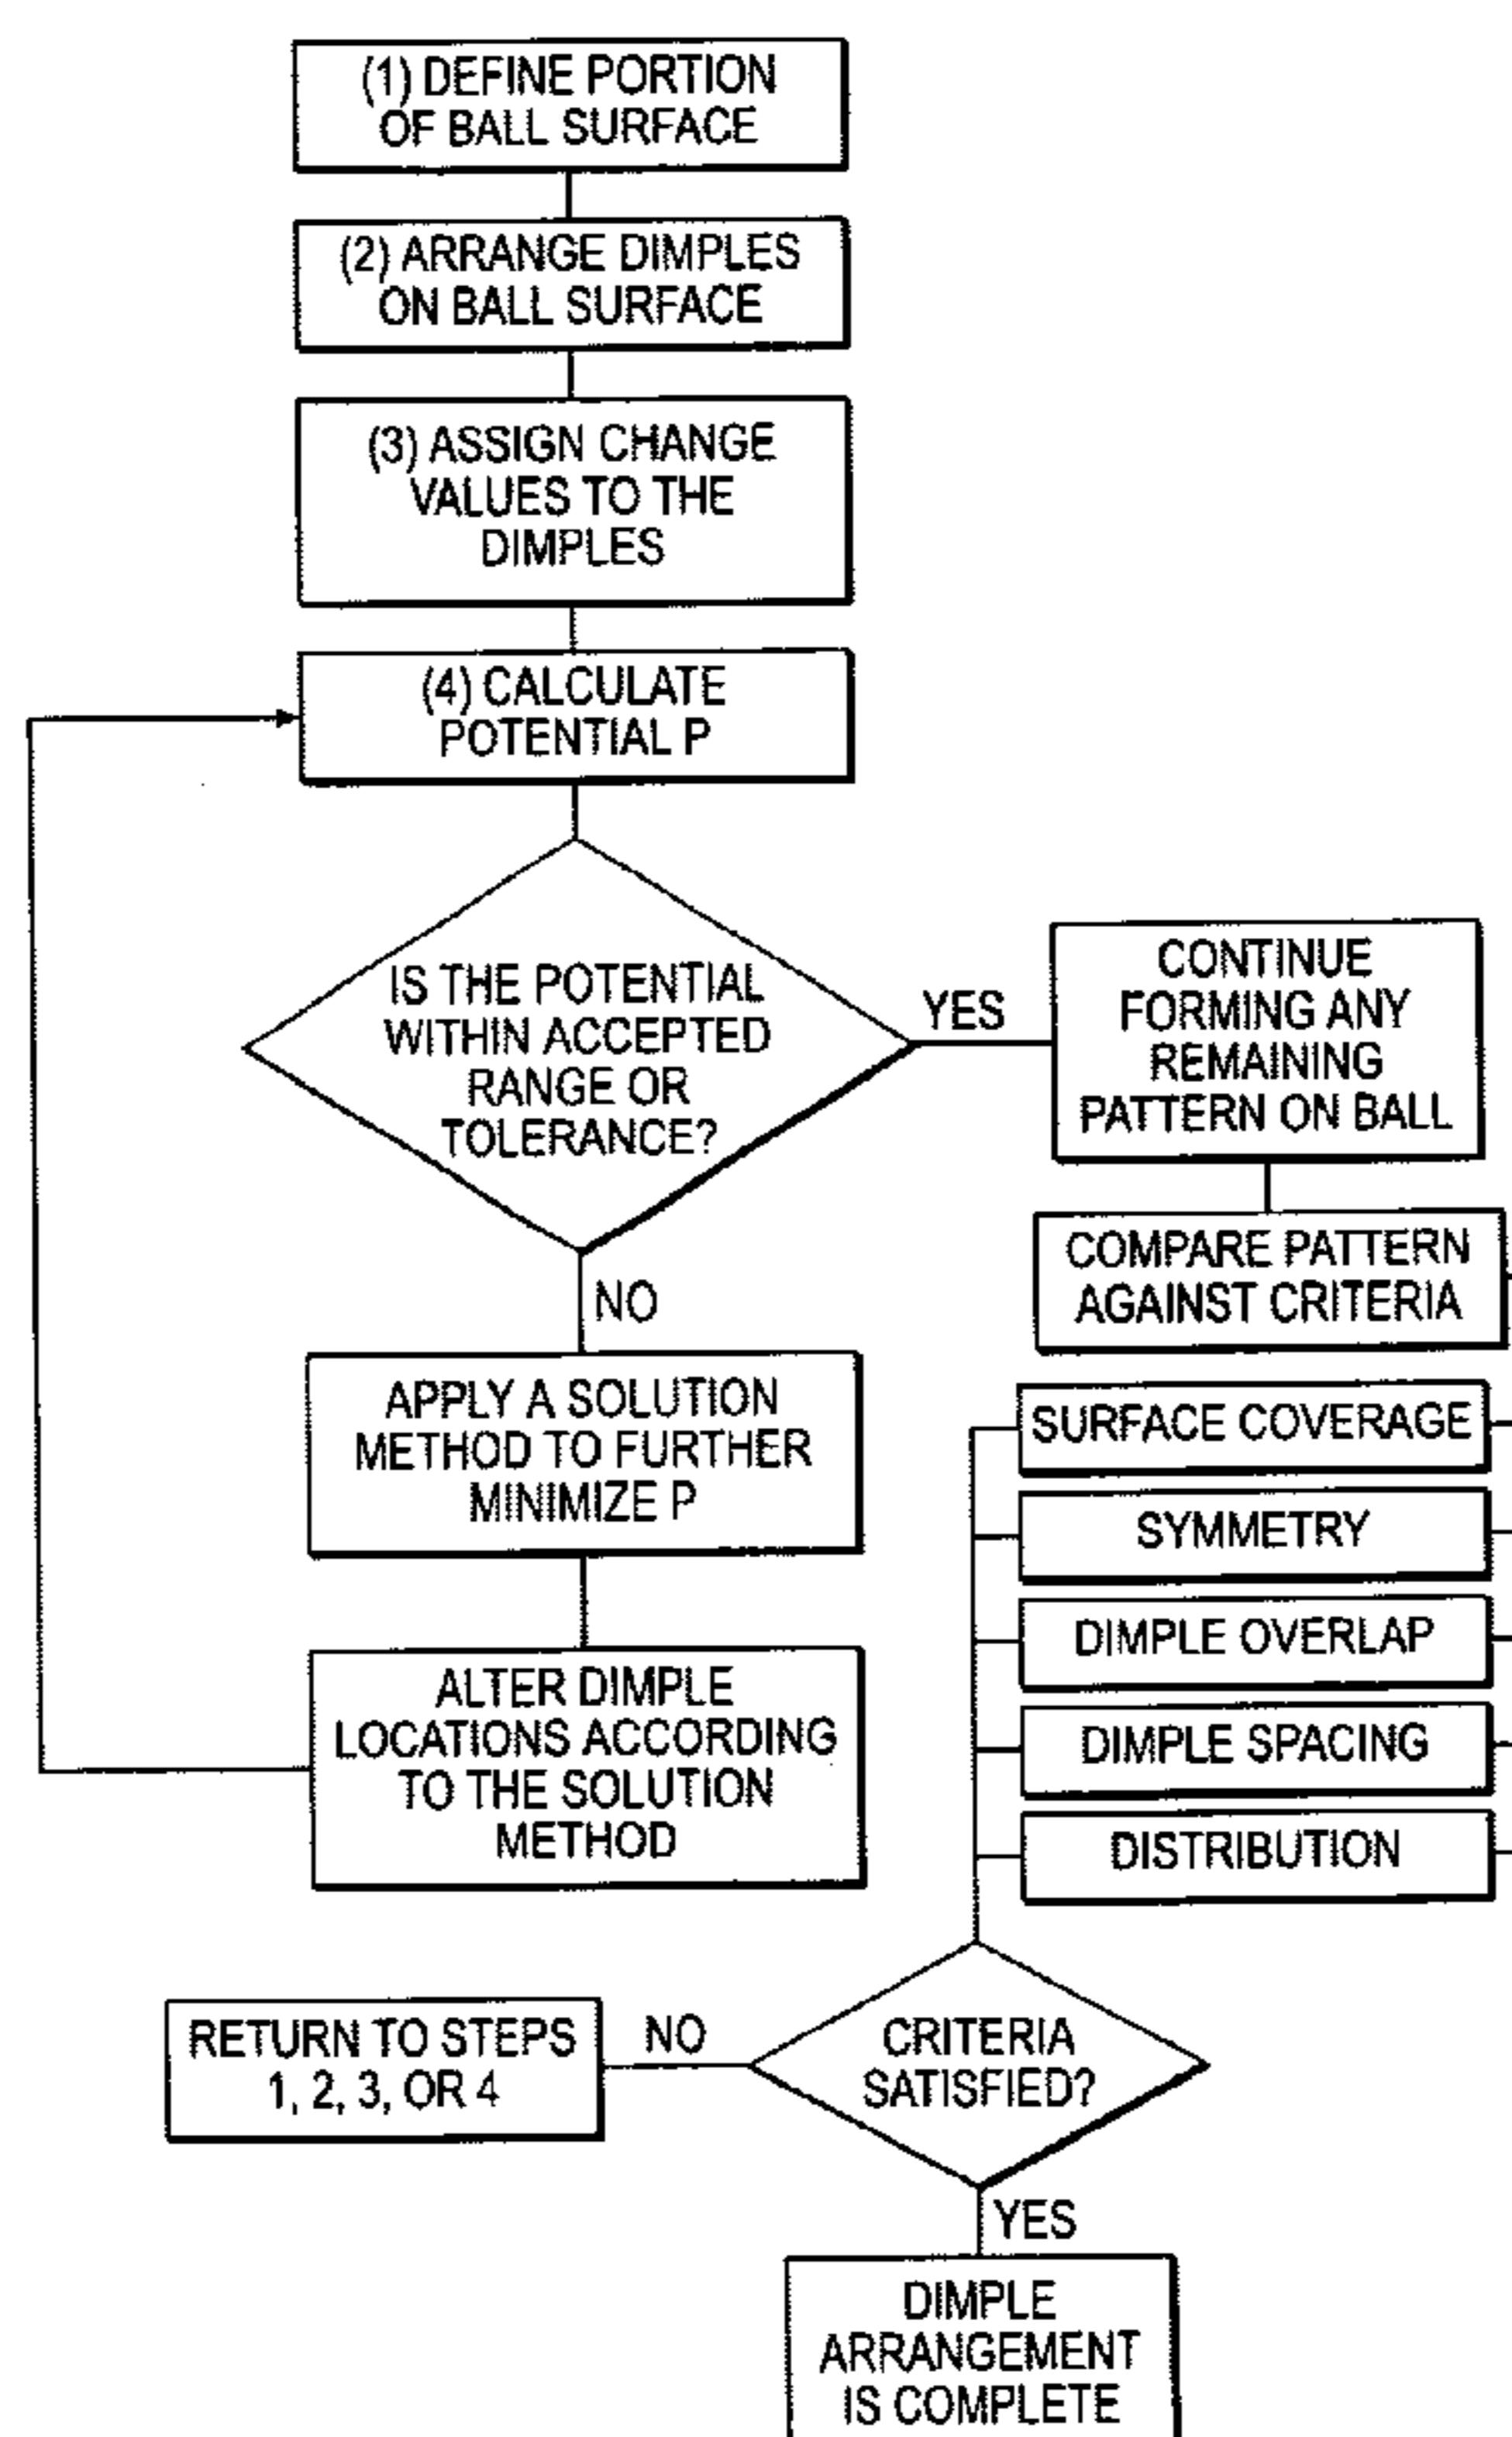 (1) DEFINE PORTION
OF BALL SURFACE
(2) ARRANGE DIMPLES
ON BALL SURFACE
(3) ASSIGN CHANGE
VALUES TO THE
DIMPLES
(4) CALCULATE
POTENTIAL P
IS THE POTENTIAL
WITHIN ACCEPTED
RANGE OR
TOLERANCE?
YES
CONTINUE
FORMING ANY
REMAINING
PATTERN ON BALL
COMPARE PATTERN
AGAINST CRITERIA
NO
APPLY A SOLUTION
METHOD TO FURTHER
MINIMIZE P
ALTER DIMPLE
LOCATIONS ACCORDING
TO THE SOLUTION
METHOD
SURFACE COVERAGE
SYMMETRY
DIMPLE OVERLAP
DIMPLE SPACING
DISTRIBUTION
CRITERIA
SATISFIED?
NO
RETURN TO STEPS
1, 2, 3, OR 4
YES
DIMPLE
ARRANGEMENT
IS COMPLETE